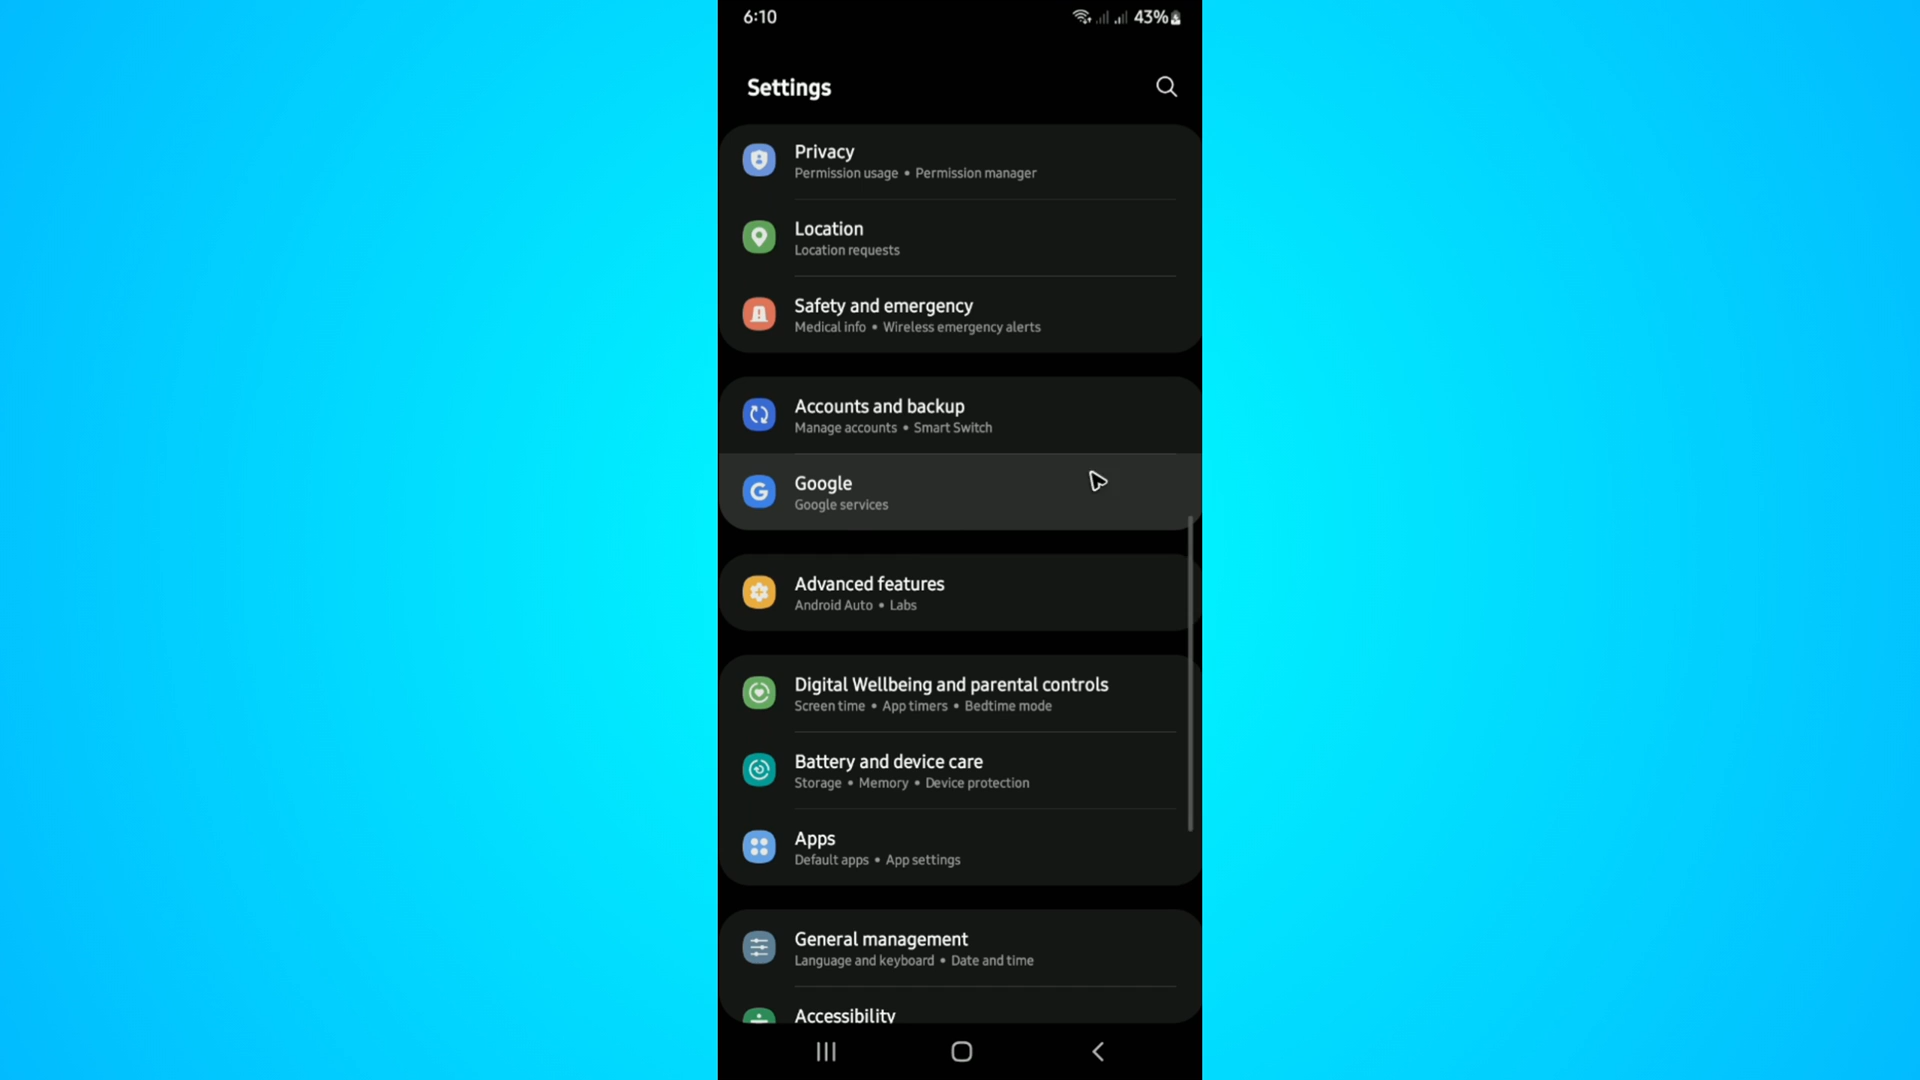 6:10
43%
Settings
Privacy
Permission usage • Permission manager
Location
Location requests
Safety and emergency
Medical info • Wireless emergency alerts
Accounts and backup
Manage accounts • Smart Switch
Google
Google services
Advanced features
Android Auto • Labs
Digital Wellbeing and parental controls
Screen time • App timers • Bedtime mode
Battery and device care
Storage • Memory • Device protection
Apps
Default apps • App settings
General management
Language and keyboard • Date and time
Accessibility